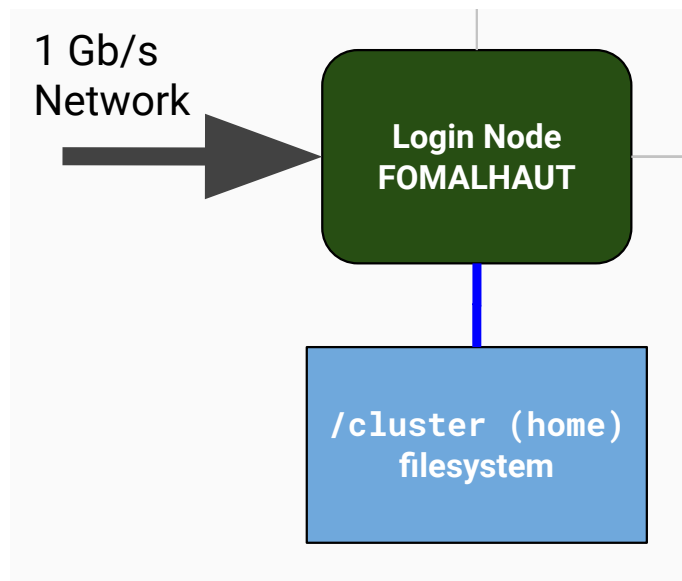 1 Gb/s
Network
Login Node
FOMALHAUT
/cluster (home)
filesystem